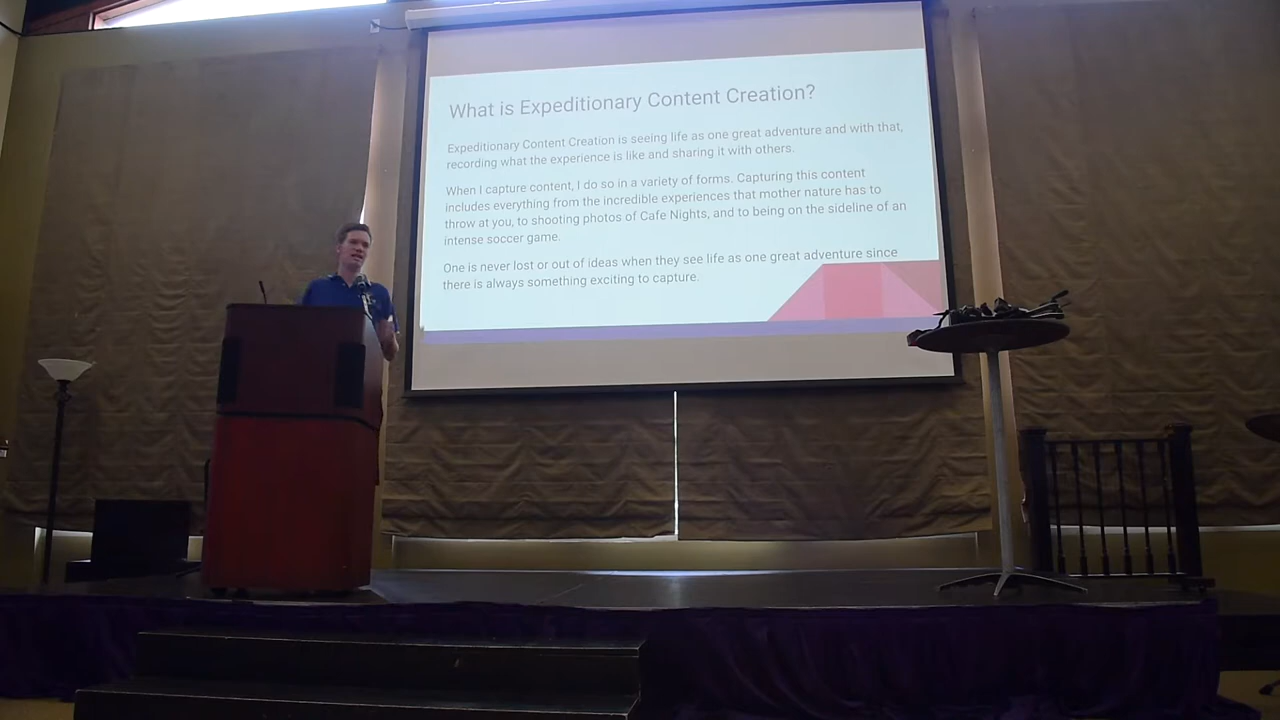 What is Expeditionary Content Creation?
Expeditionary Content Creation is seeing life as one great adventure and with that,
recording what the experience is like and sharing it with others.
When I capture content, I do so in a variety of forms. Capturing this content
includes everything from the incredible experiences that mother nature has to
throw at you, to shooting photos of Cafe Nights, and to being on the sideline of an
intense soccer game.
One is never lost or out of ideas when they see life as one great adventure since
there is always something exciting to capture.